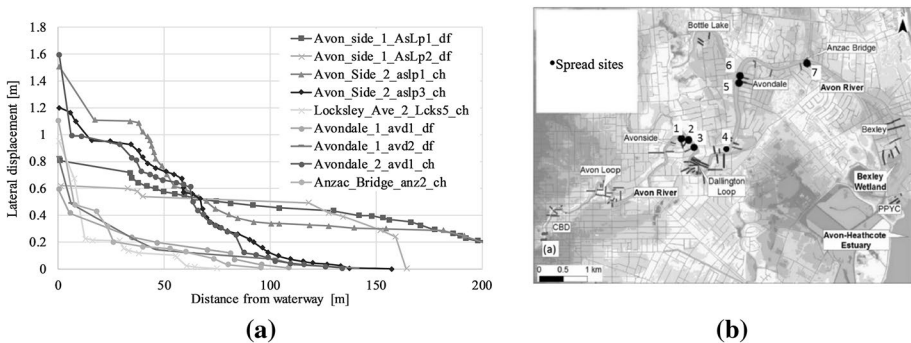 (a)
1.8
1.6
1.4
1.2
1
0.8
0.6
0.4
0.2
0
0
50
100
150
200
Lateral displacement [m]
Distance from waterway [m]
Avon_side_1_AsLp1_df
Avon_side_1_AsLp2_df
Avon_Side_2_aslp1_ch
Avon_Side_2_aslp3_ch
Locksley_Ave_2_Lcks5_ch
Avondale_1_avd1_df
Avondale_1_avd2_df
Avondale_2_avd1_ch
Anzac_Bridge_anz2_ch
(a)
(b)
Spread sites
Bottle Lake
Anzac Bridge
6
7
5
Avondale
Avon River
1
2
3
4
Avonside
Bexley
Avon Loop
Dallington
Loop
Avon River
Bexley
Wetland
PPYC
CBD
Avon-Heathcote
Estuary
(a)
0
0.5
1 km
(b)